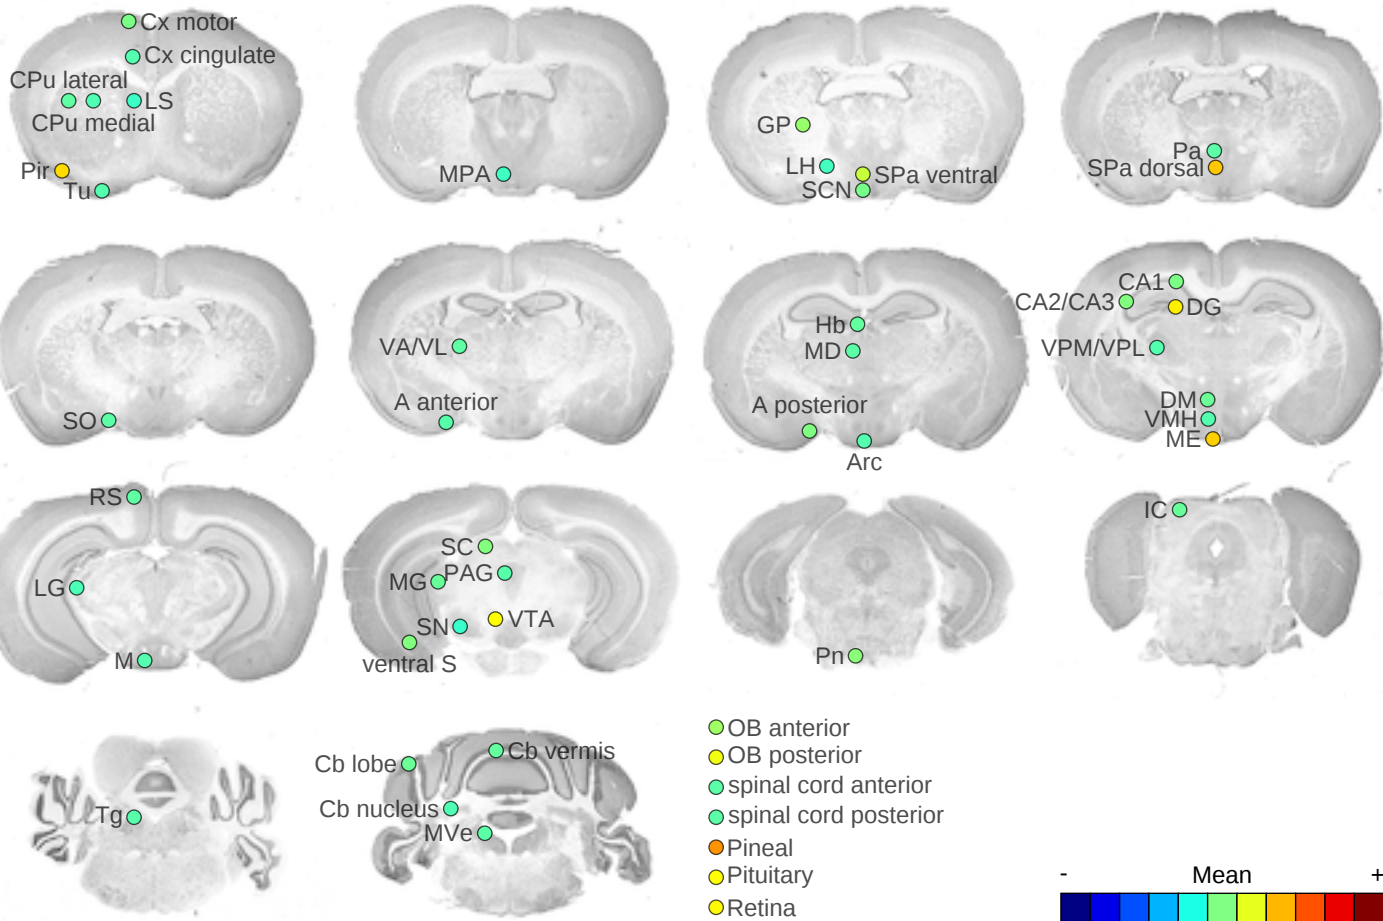 Cx motor
Cx cingulate
CPu lateral
LS
CPu medial
Pir
Tu
MPA
GP
LH
SPa ventral
SCN
Pa
SPa dorsal
SO
VA/VL
A anterior
Hb
MD
A posterior
Arc
CA1
CA2/CA3
DG
VPM/VPL
DM
VMH
ME
RS
LG
M
SC
MG
PAG
SN
VTA
ventral S
Pn
IC
Tg
Cb lobe
Cb vermis
Cb nucleus
MVe
OB anterior
OB posterior
spinal cord anterior
spinal cord posterior
Pineal
Pituitary
Retina
- Mean +